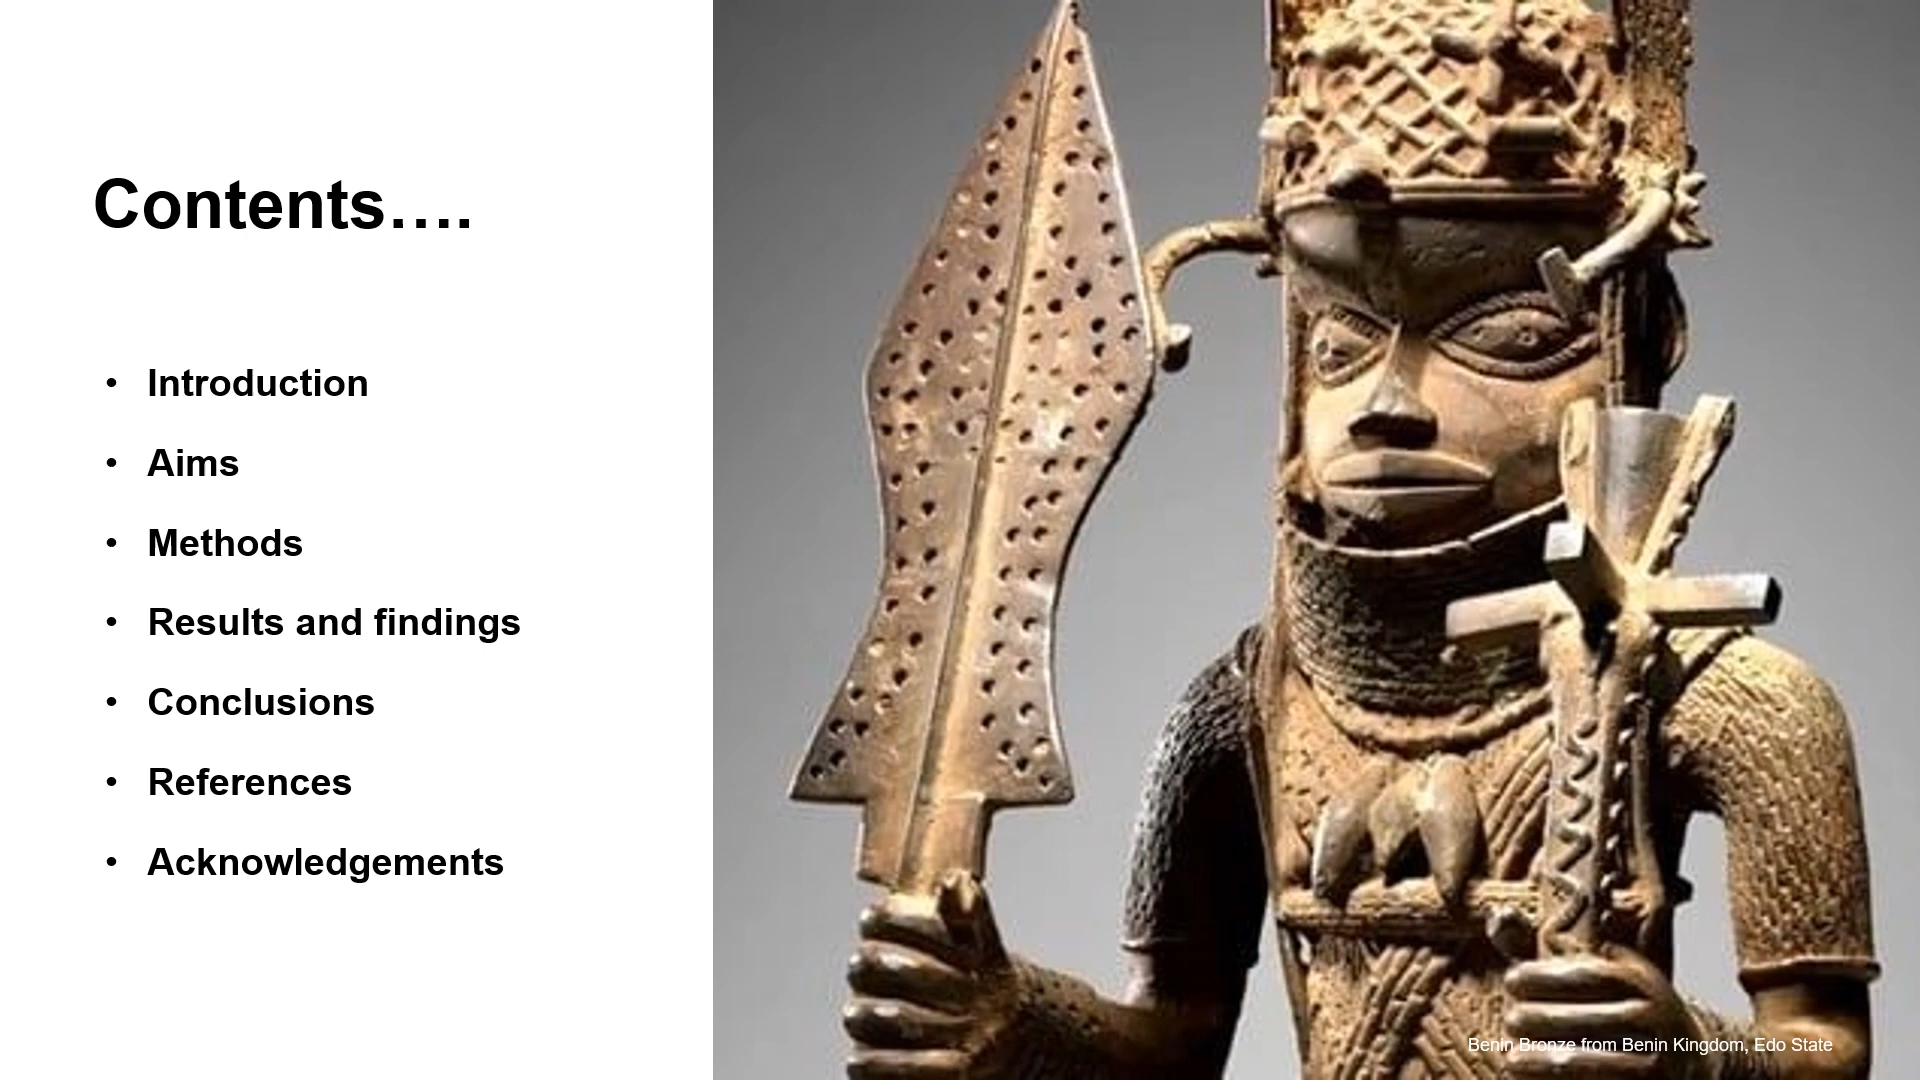 Contents….
• Introduction
• Aims
• Methods
• Results and findings
• Conclusions
• References
• Acknowledgements
Benin Bronze from Benin Kingdom, Edo State